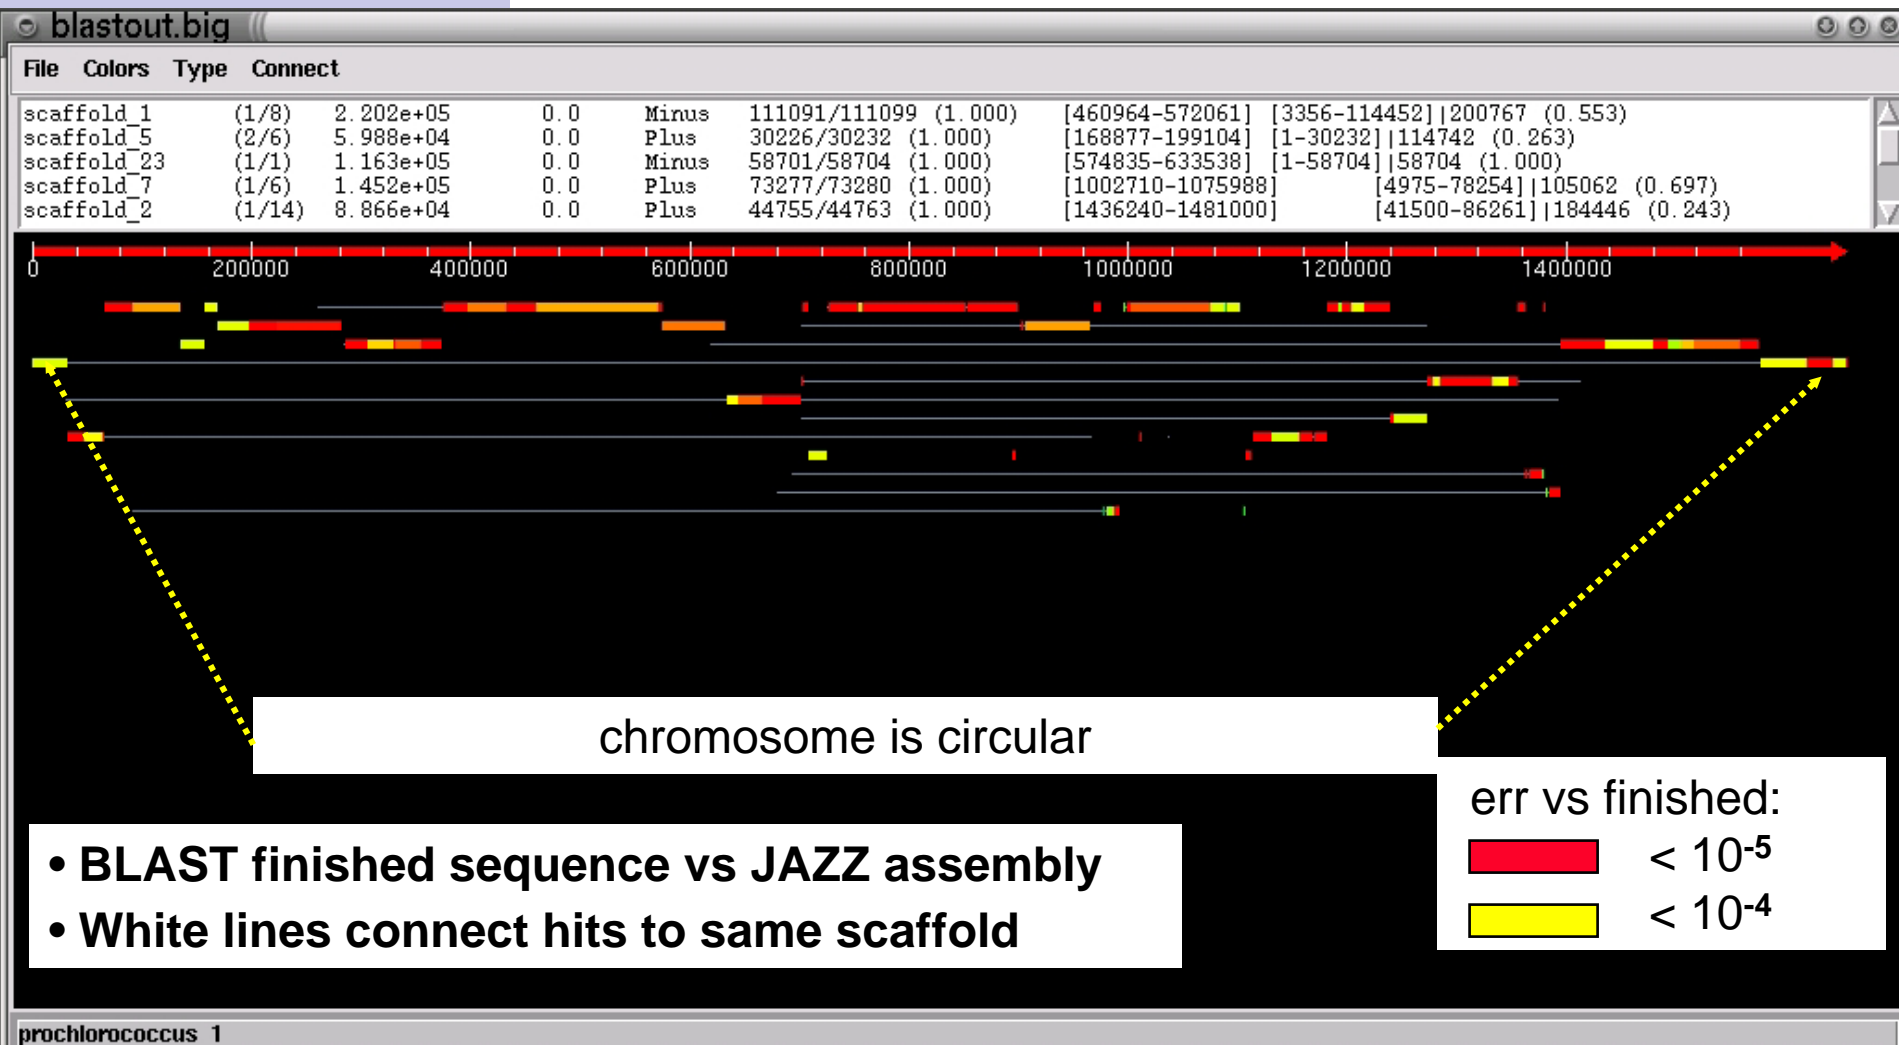 blastout.big
File Colors Type Connect
scaffold_1 (1/8) 2.202e+05 0.0 Minus 111091/111099 (1.000) [460964-572061] [3356-114452]|200767 (0.553)
scaffold_5 (2/6) 5.988e+04 0.0 Plus 30226/30232 (1.000) [168877-199104] [1-30232]|114742 (0.263)
scaffold_23 (1/1) 1.163e+05 0.0 Minus 58701/58704 (1.000) [574835-633538] [1-58704]|58704 (1.000)
scaffold_7 (1/6) 1.452e+05 0.0 Plus 73277/73280 (1.000) [1002710-1075988] [4975-78254]|105062 (0.697)
scaffold_2 (1/14) 8.866e+04 0.0 Plus 44755/44763 (1.000) [1436240-1481000] [41500-86261]|184446 (0.243)
0 200000 400000 600000 800000 1000000 1200000 1400000
chromosome is circular
err vs finished:
< 10⁻⁵
< 10⁻⁴
• BLAST finished sequence vs JAZZ assembly
• White lines connect hits to same scaffold
prochlorococcus 1